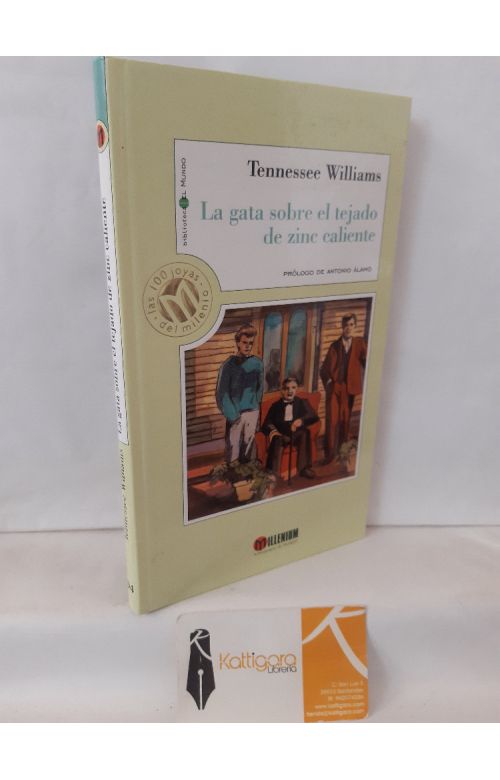 Tennessee Williams
La gata sobre el tejado
de zinc caliente
PRÓLOGO DE ANTONIO ÁLAMO
biblioteca EL MUNDO
las 100 joyas
del milenio
MILLENIUM
La gata sobre el tejado de zinc caliente
Tennessee Williams
Kattigara
Librería
www.kattigara.com